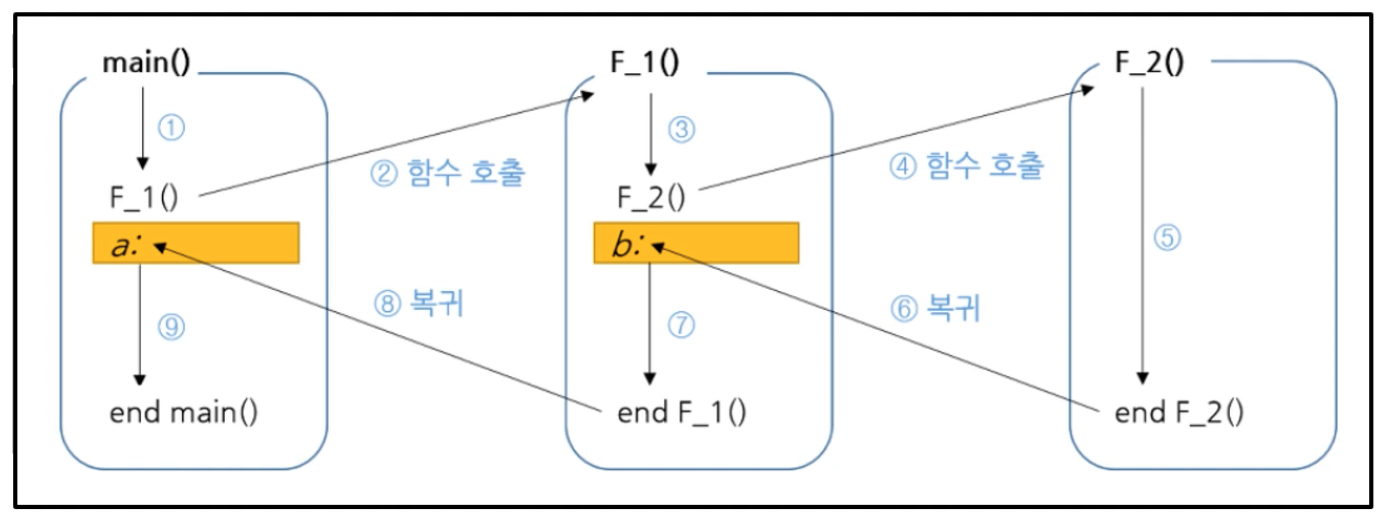 main()
①
F_1()
a:
⑨
end main()
② 함수 호출
⑧ 복귀
F_1()
③
F_2()
b:
⑦
end F_1()
④ 함수 호출
⑥ 복귀
F_2()
⑤
end F_2()